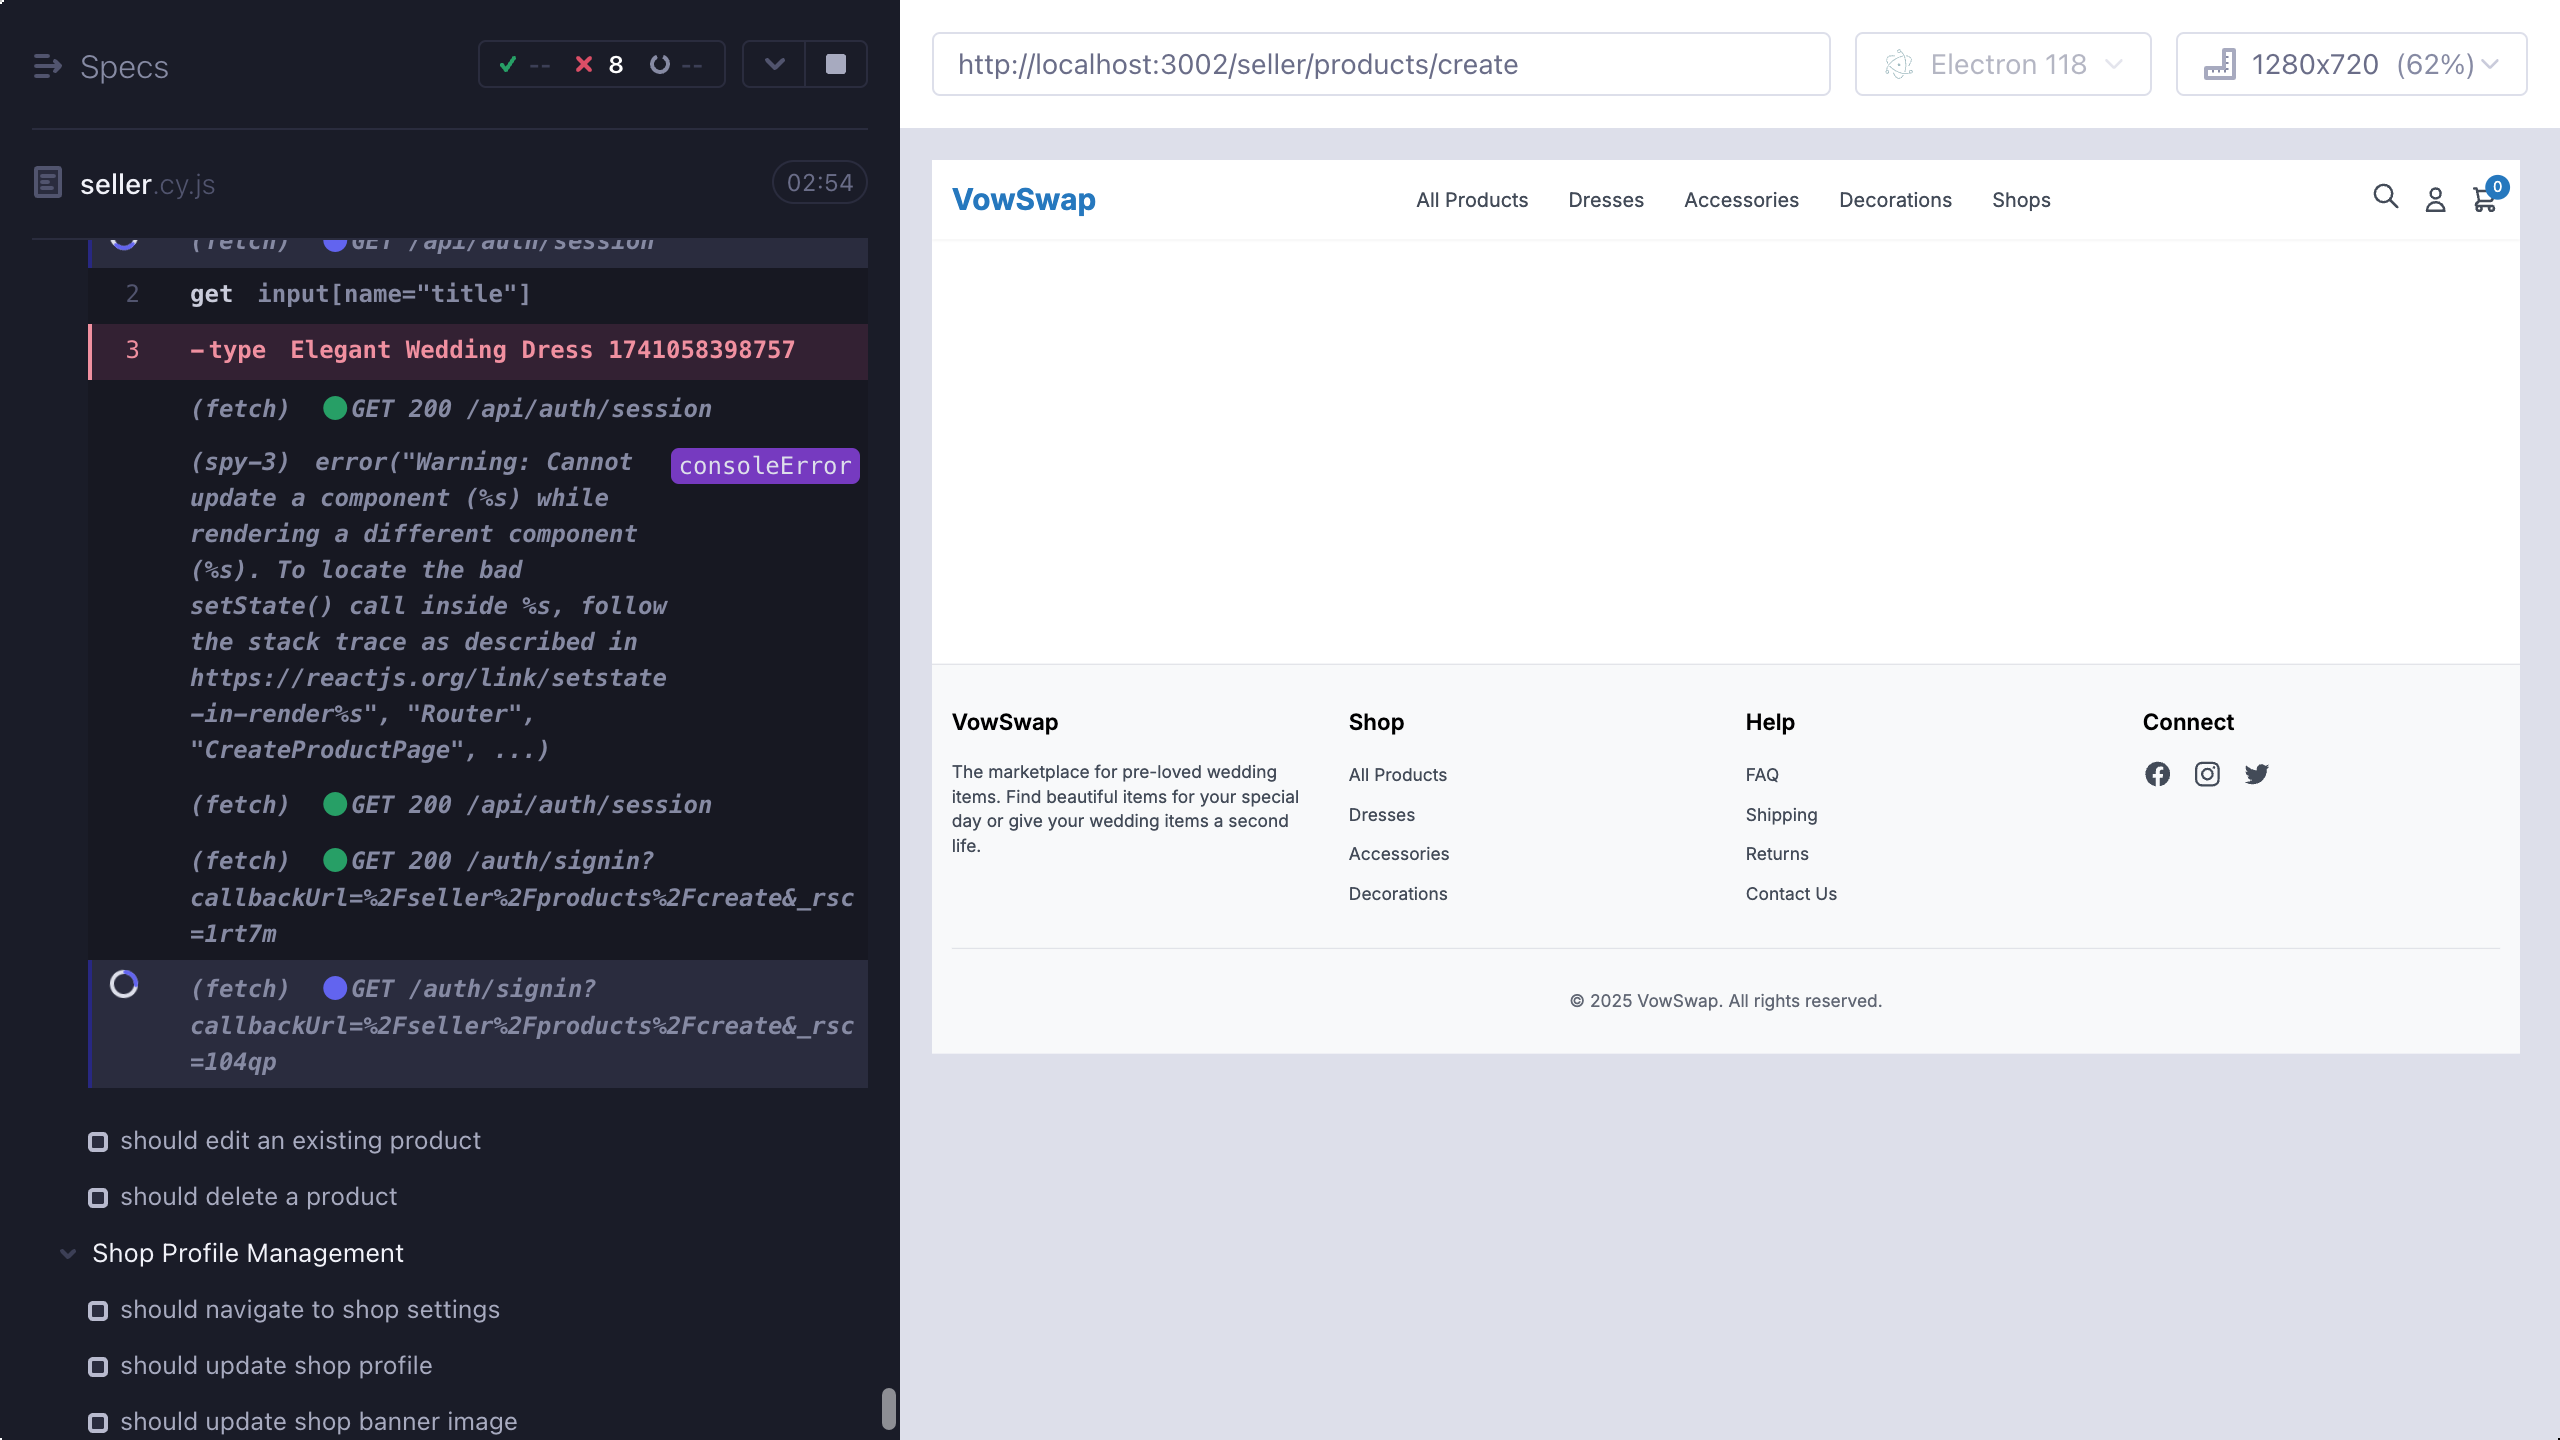 Specs
-- 8 --
seller.cy.js
02:54
(fetch) GET /api/auth/session
2 get input[name="title"]
3 -type Elegant Wedding Dress 1741058398757
(fetch) GET 200 /api/auth/session
(spy-3) error("Warning: Cannot consoleError
update a component (%s) while
rendering a different component
(%s). To locate the bad
setState() call inside %s, follow
the stack trace as described in
https://reactjs.org/link/setstate
-in-render%s", "Router",
"CreateProductPage", ...)
(fetch) GET 200 /api/auth/session
(fetch) GET 200 /auth/signin?
callbackUrl=%2Fseller%2Fproducts%2Fcreate&_rsc
=1rt7m
(fetch) GET /auth/signin?
callbackUrl=%2Fseller%2Fproducts%2Fcreate&_rsc
=104qp
should edit an existing product
should delete a product
Shop Profile Management
should navigate to shop settings
should update shop profile
should update shop banner image
http://localhost:3002/seller/products/create
Electron 118
1280x720 (62%)
VowSwap
All Products
Dresses
Accessories
Decorations
Shops
0
VowSwap
The marketplace for pre-loved wedding
items. Find beautiful items for your special
day or give your wedding items a second
life.
Shop
All Products
Dresses
Accessories
Decorations
Help
FAQ
Shipping
Returns
Contact Us
Connect
© 2025 VowSwap. All rights reserved.